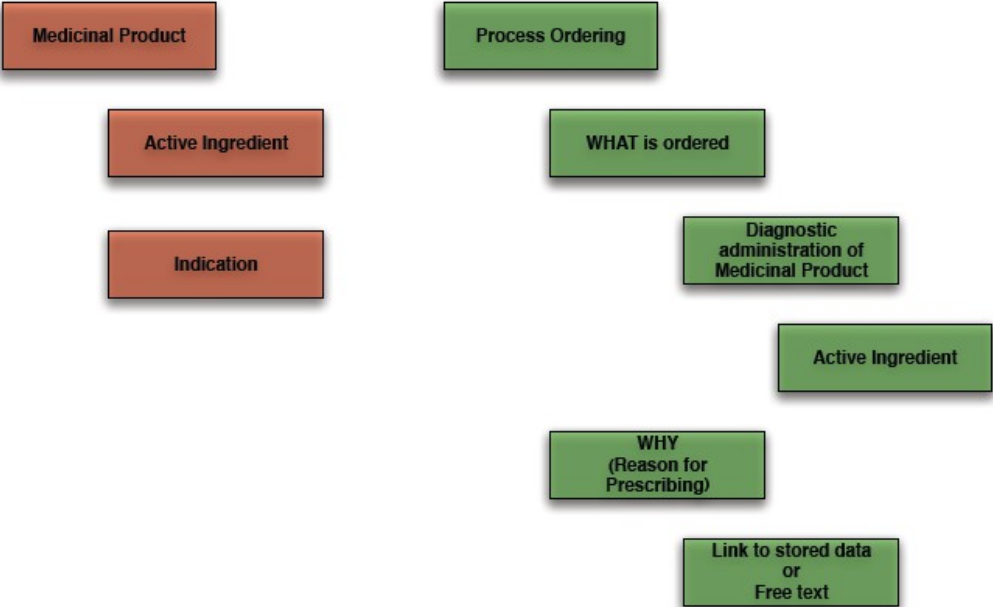 Medicinal Product
Process Ordering
Active Ingredient
WHAT is ordered
Diagnostic
administration of
Medicinal Product
Indication
Active Ingredient
WHY
(Reason for
Prescribing)
Link to stored data
or
Free text